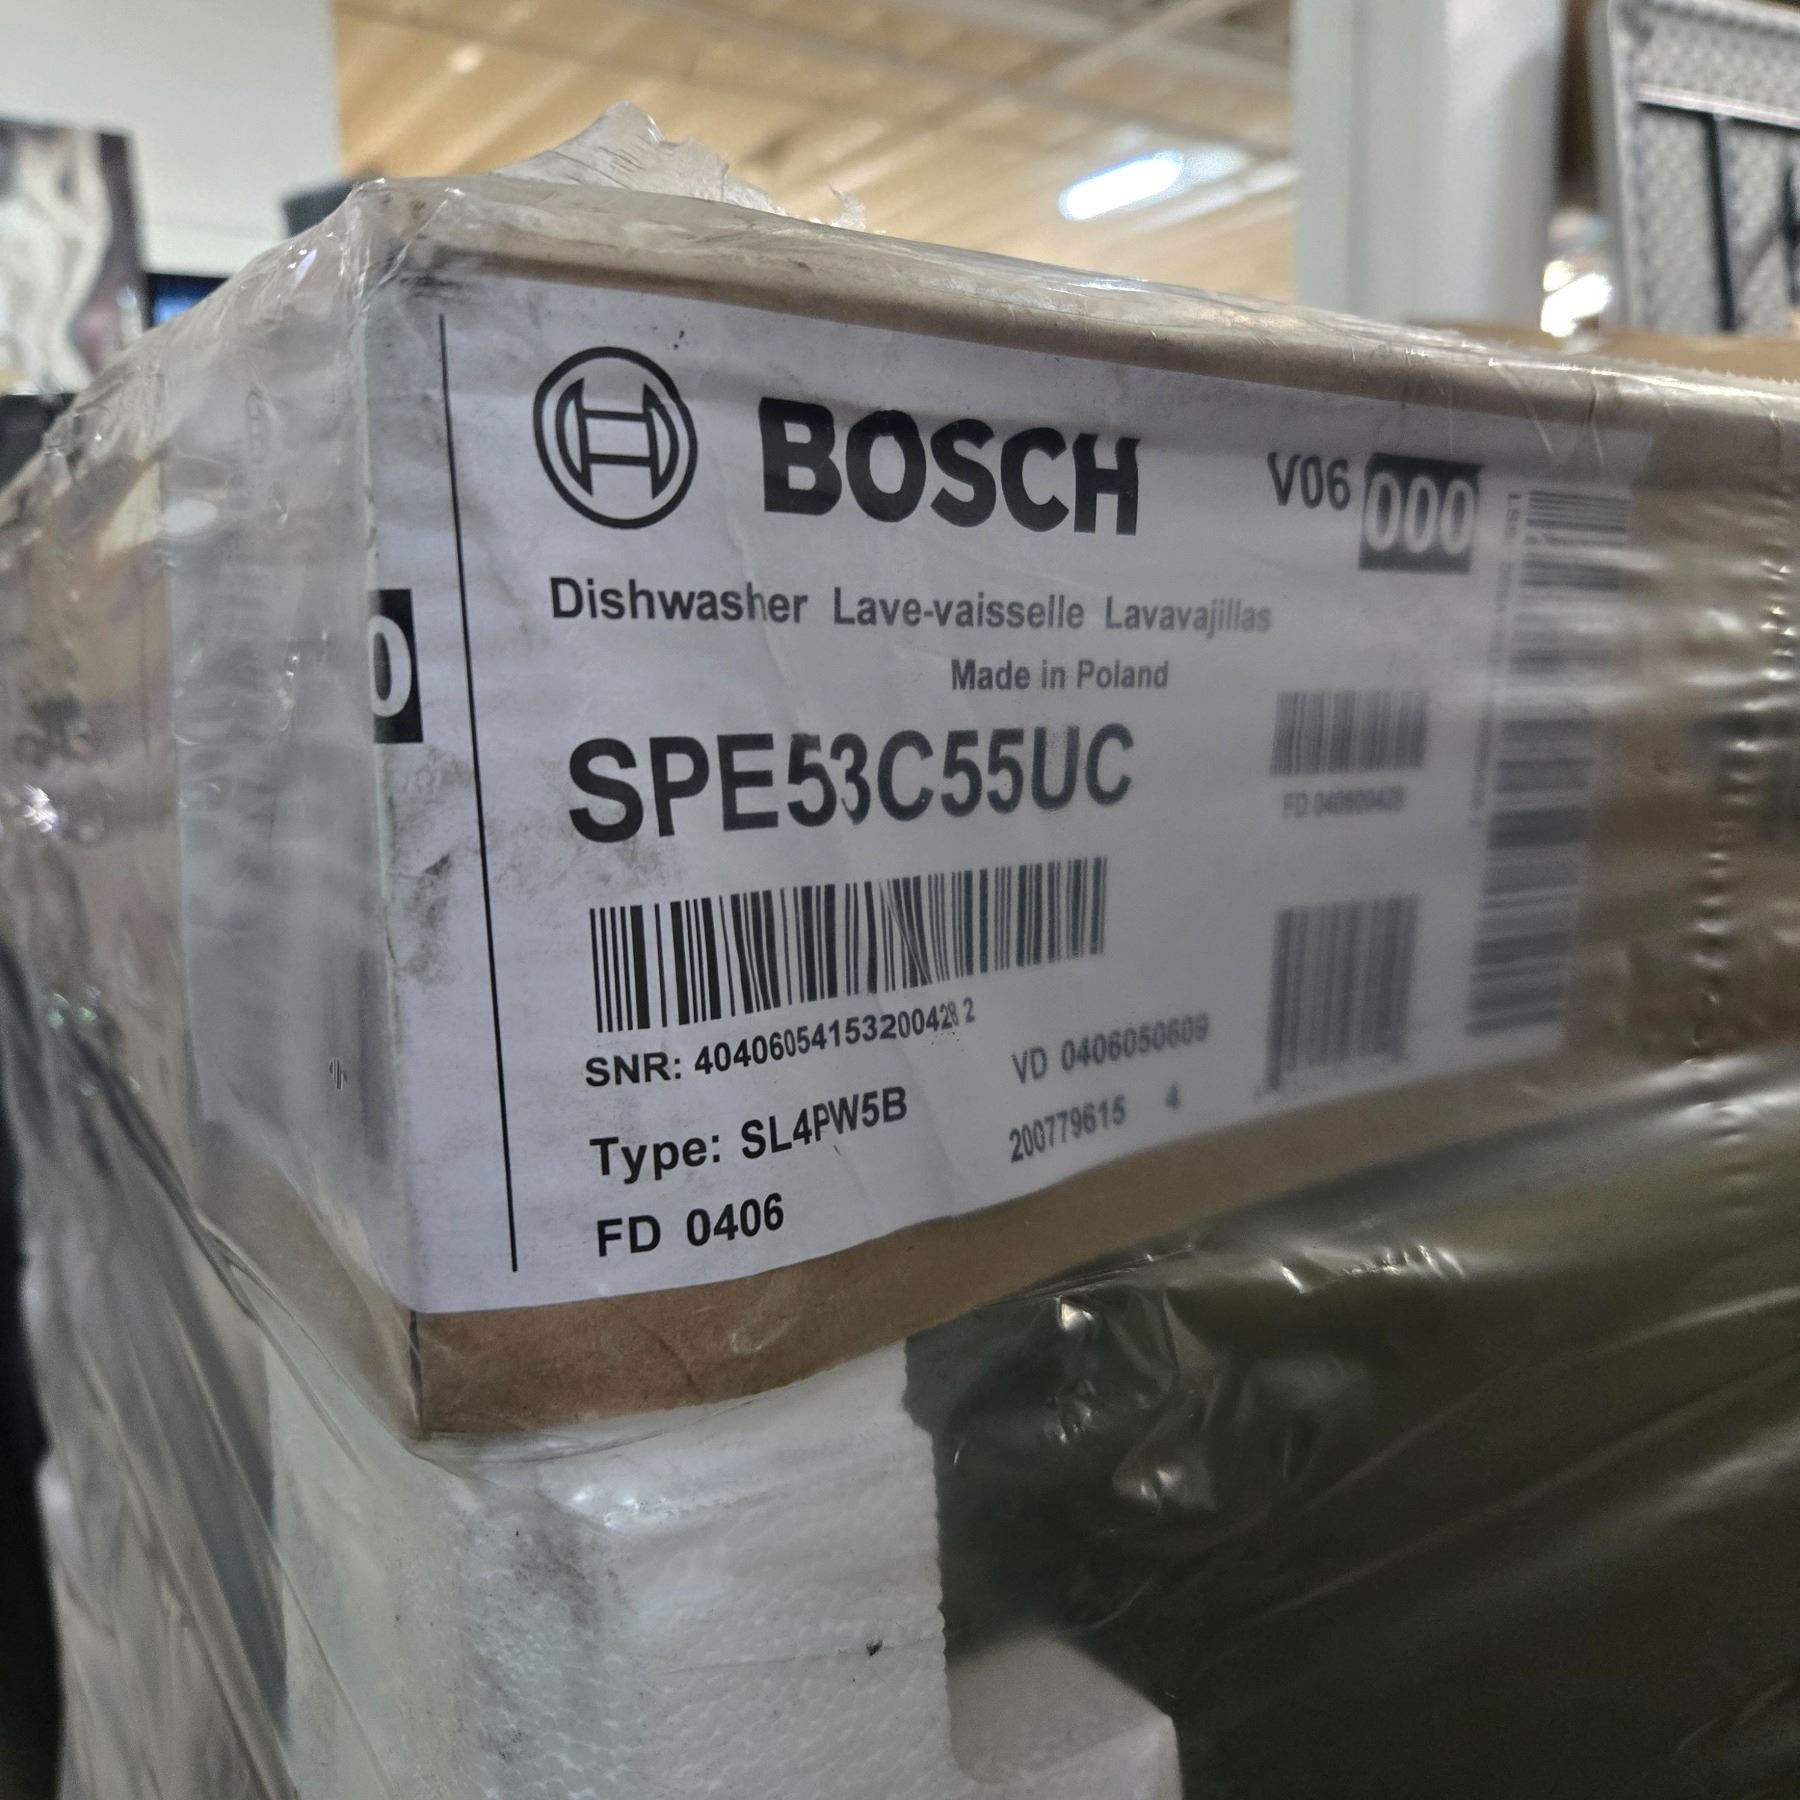 BOSCH
V06 000
Dishwasher Lave-vaisselle Lavavajillas
Made in Poland
0
SPE53C55UC
SNR: 404060541532004282
VD 0406050609
Type: SL4PW5B
200779615 4
FD 0406